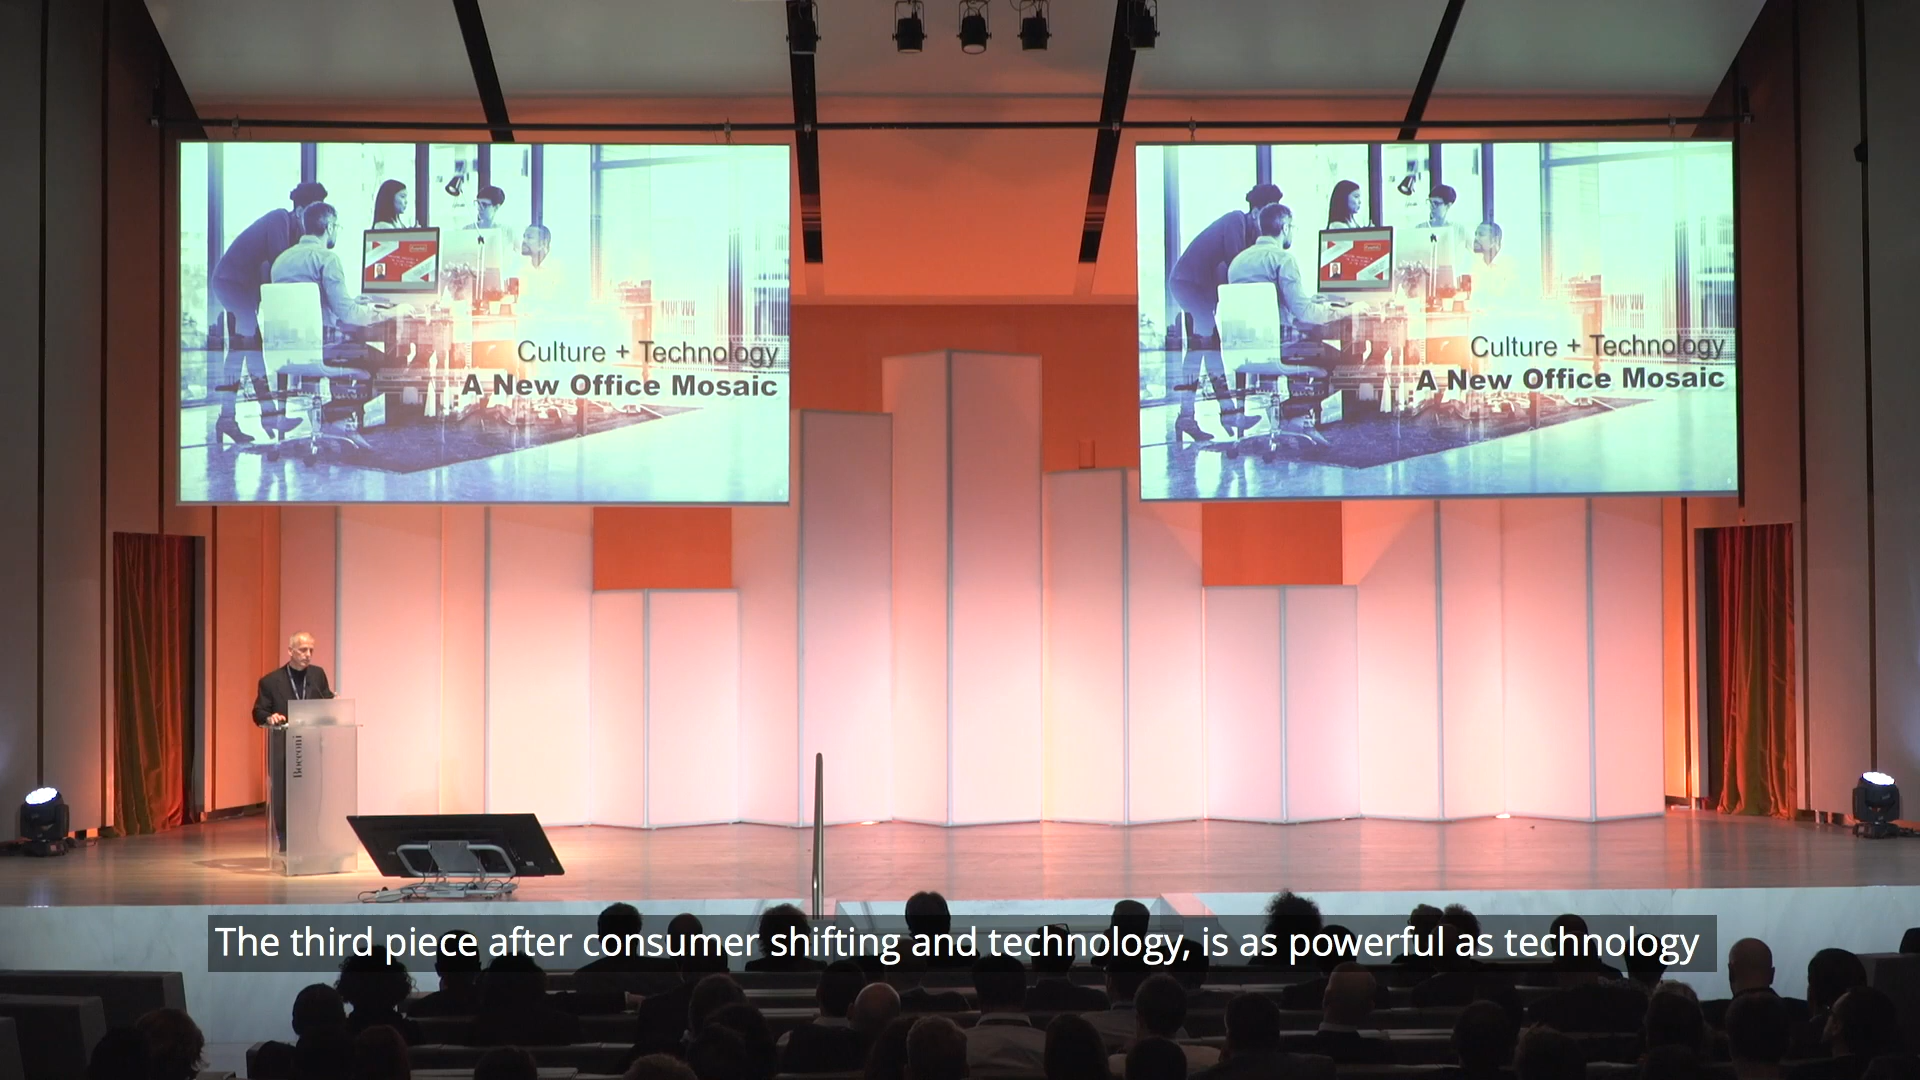 Culture + Technology
A New Office Mosaic
Culture + Technology
A New Office Mosaic
Bocconi
The third piece after consumer shifting and technology, is as powerful as technology